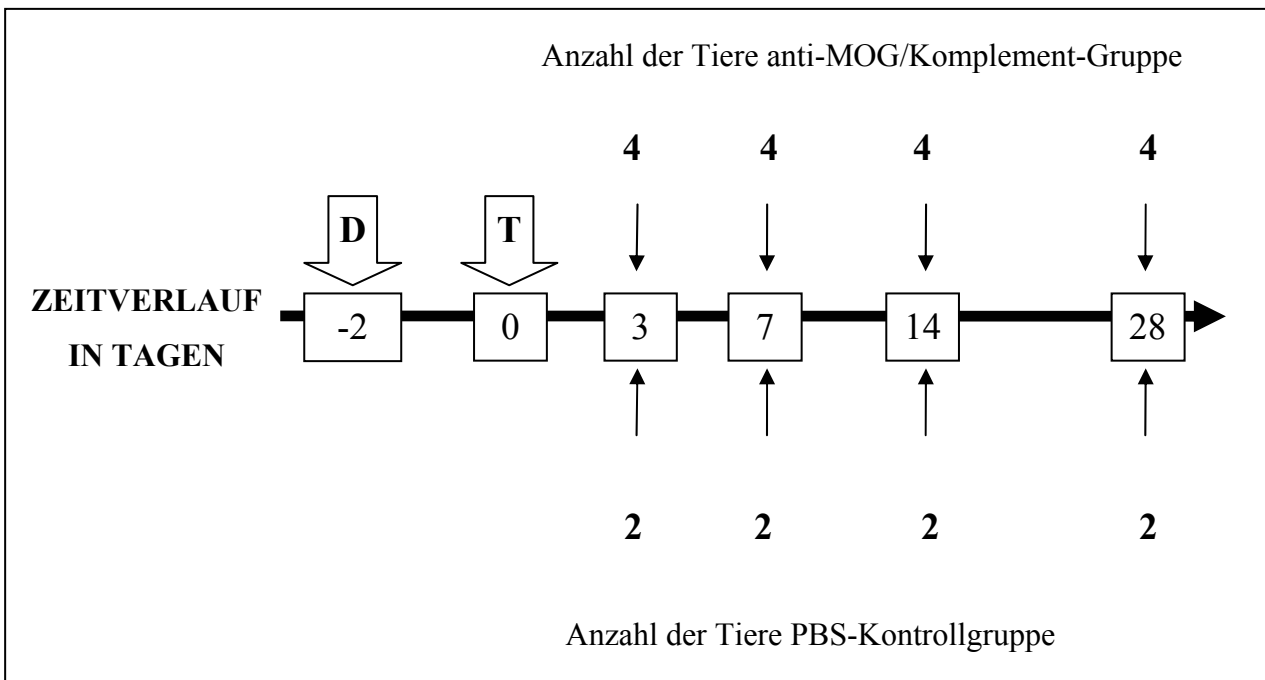 Anzahl der Tiere anti-MOG/Komplement-Gruppe
4 4 4 4
D T
ZEITVERLAUF
IN TAGEN
-2 0 3 7 14 28
2 2 2 2
Anzahl der Tiere PBS-Kontrollgruppe